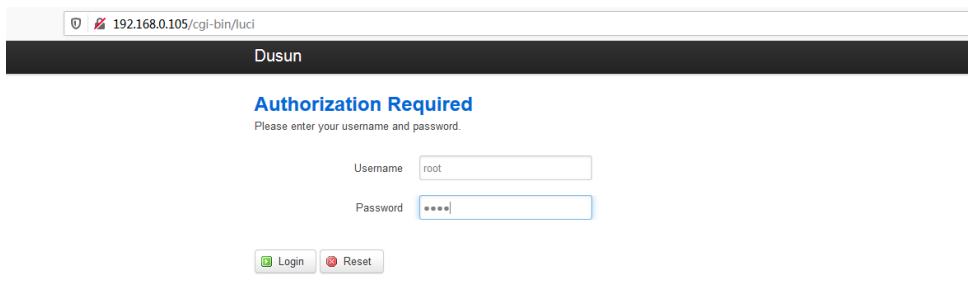 192.168.0.105/cgi-bin/luci
Dusun
Authorization Required
Please enter your username and password.
Username root
Password ••••
Login Reset